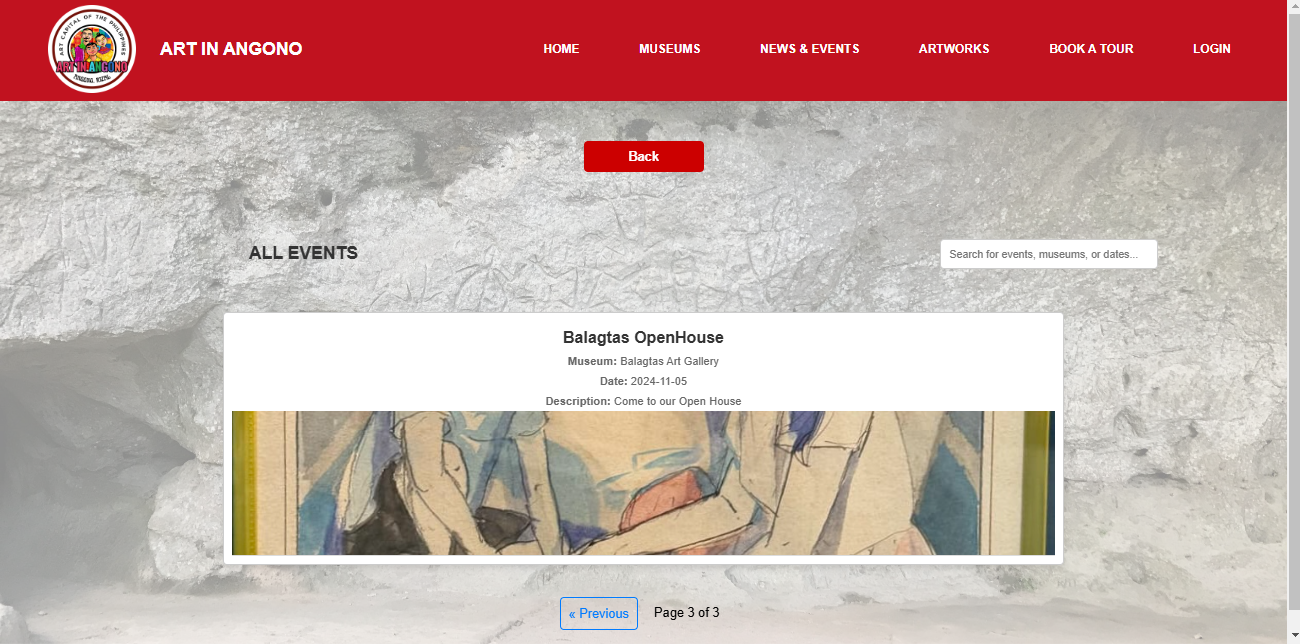 ART CAPITAL OF THE PHILIPPINES
ART IN ANGONO
ANGONO, RIZAL
ART IN ANGONO
HOME
MUSEUMS
NEWS & EVENTS
ARTWORKS
BOOK A TOUR
LOGIN
Back
ALL EVENTS
Search for events, museums, or dates...
Balagtas OpenHouse
Museum: Balagtas Art Gallery
Date: 2024-11-05
Description: Come to our Open House
« Previous
Page 3 of 3